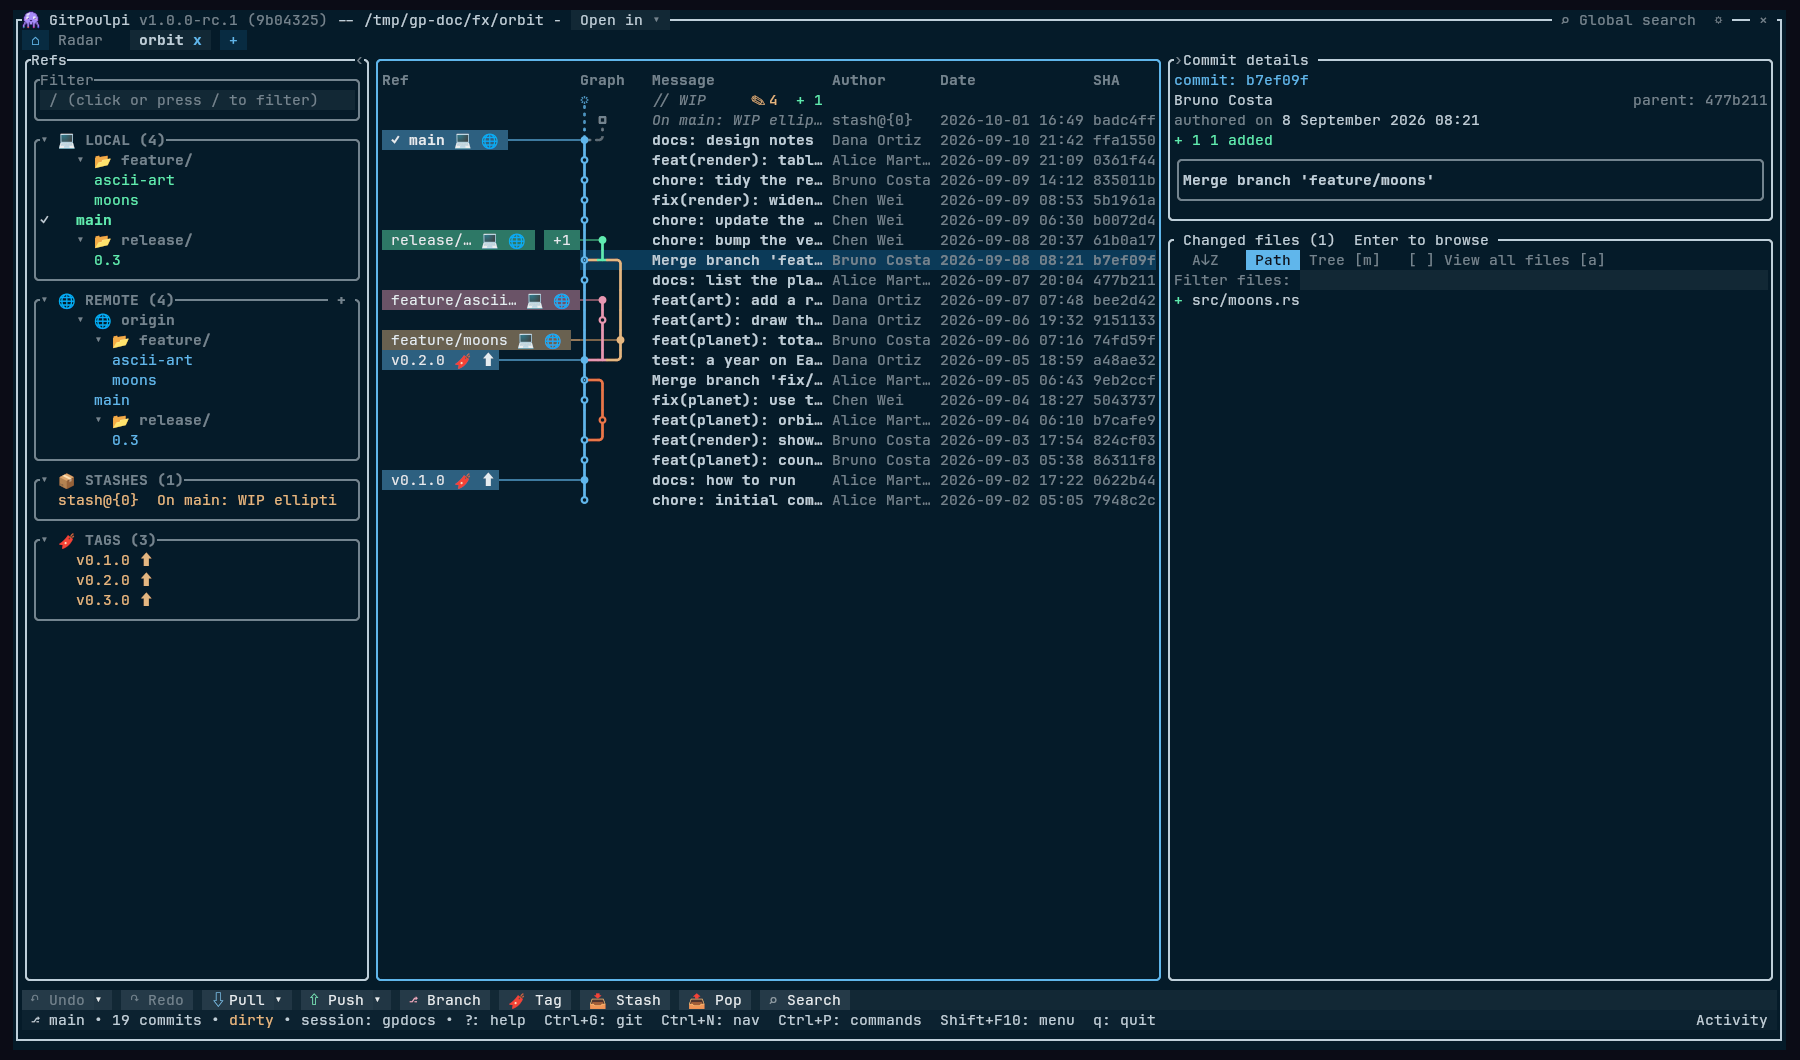 GitPoulpi v1.0.0-rc.1 (9b04325) —— /tmp/gp-doc/fx/orbit - Open in ▾ ⌕ Global search ☼ ×
⌂ Radar orbit x +
Refs ‹
Filter
/ (click or press / to filter)
▾ 💻 LOCAL (4)
▾ 📂 feature/
ascii-art
moons
✓ main
▾ 📂 release/
0.3
▾ 🌐 REMOTE (4) +
▾ 🌐 origin
▾ 📂 feature/
ascii-art
moons
main
▾ 📂 release/
0.3
▾ 📦 STASHES (1)
stash@{0} On main: WIP ellipti
▾ TAGS (3)
v0.1.0 ⬆
v0.2.0 ⬆
v0.3.0 ⬆
Ref Graph Message Author Date SHA
// WIP ✎ 4 + 1
On main: WIP ellip… stash@{0} 2026-10-01 16:49 badc4ff
✓ main 💻 🌐 docs: design notes Dana Ortiz 2026-09-10 21:42 ffa1550
feat(render): tabl… Alice Mart… 2026-09-09 21:09 0361f44
chore: tidy the re… Bruno Costa 2026-09-09 14:12 835011b
fix(render): widen… Chen Wei 2026-09-09 08:53 5b1961a
chore: update the … Chen Wei 2026-09-09 06:30 b0072d4
release/… 💻 🌐 +1 chore: bump the ve… Chen Wei 2026-09-08 20:37 61b0a17
Merge branch 'feat… Bruno Costa 2026-09-08 08:21 b7ef09f
docs: list the pla… Alice Mart… 2026-09-07 20:04 477b211
feature/ascii… 💻 🌐 feat(art): add a r… Dana Ortiz 2026-09-07 07:48 bee2d42
feat(art): draw th… Dana Ortiz 2026-09-06 19:32 9151133
feature/moons 💻 🌐 feat(planet): tota… Bruno Costa 2026-09-06 07:16 74fd59f
v0.2.0 ⬆ test: a year on Ea… Dana Ortiz 2026-09-05 18:59 a48ae32
Merge branch 'fix/… Alice Mart… 2026-09-05 06:43 9eb2ccf
fix(planet): use t… Chen Wei 2026-09-04 18:27 5043737
feat(planet): orbi… Alice Mart… 2026-09-04 06:10 b7cafe9
feat(render): show… Bruno Costa 2026-09-03 17:54 824cf03
feat(planet): coun… Bruno Costa 2026-09-03 05:38 86311f8
v0.1.0 ⬆ docs: how to run Alice Mart… 2026-09-02 17:22 0622b44
chore: initial com… Alice Mart… 2026-09-02 05:05 7948c2c
› Commit details
commit: b7ef09f
Bruno Costa parent: 477b211
authored on 8 September 2026 08:21
+ 1 1 added
Merge branch 'feature/moons'
Changed files (1) Enter to browse
A↓Z Path Tree [m] [ ] View all files [a]
Filter files:
+ src/moons.rs
↶ Undo ▾ ↷ Redo ⇩ Pull ▾ ⇧ Push ▾ Branch Tag 📤 Stash 📤 Pop ⌕ Search
main • 19 commits • dirty • session: gpdocs • ?: help Ctrl+G: git Ctrl+N: nav Ctrl+P: commands Shift+F10: menu q: quit Activity